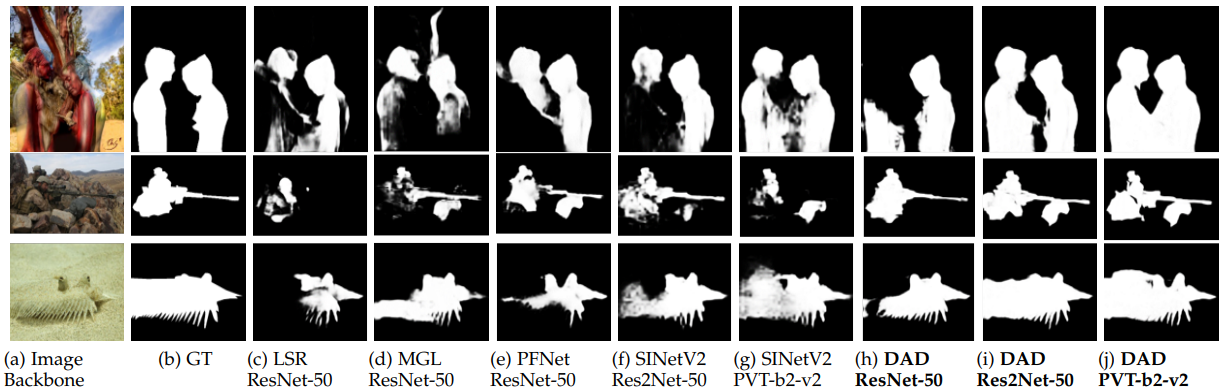 (a) Image
Backbone
(b) GT
(c) LSR
ResNet-50
(d) MGL
ResNet-50
(e) PFNet
ResNet-50
(f) SINetV2
Res2Net-50
(g) SINetV2
PVT-b2-v2
(h) DAD
ResNet-50
(i) DAD
Res2Net-50
(j) DAD
PVT-b2-v2